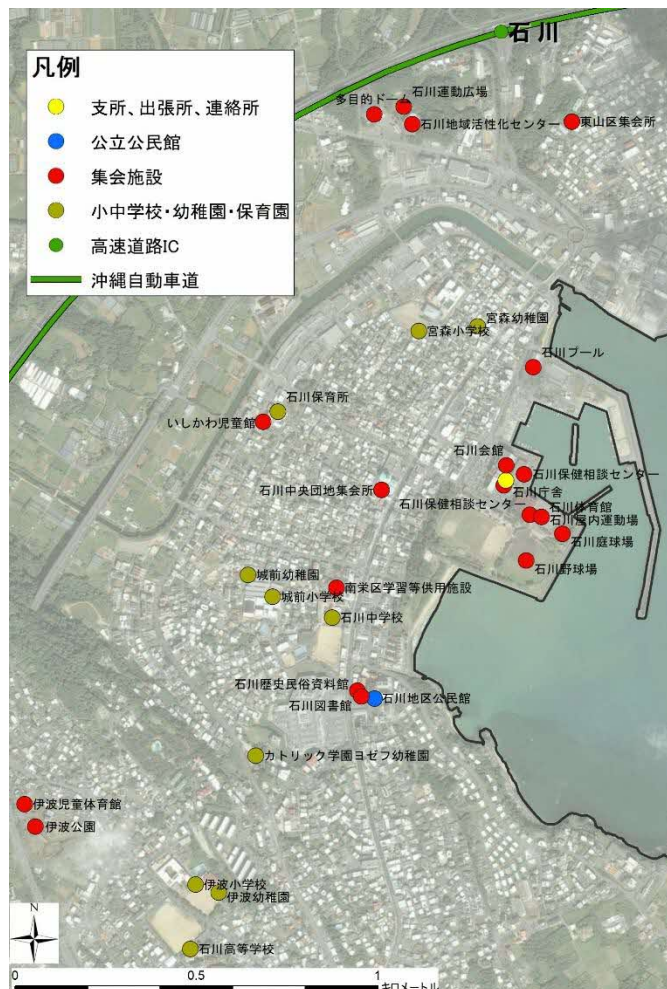 石川
凡例
支所、出張所、連絡所
公立公民館
集会施設
小中学校・幼稚園・保育園
高速道路IC
沖縄自動車道
石川運動広場
多目的ドーム
石川地域活性化センター
東山区集会所
宮森幼稚園
宮森小学校
石川プール
石川保育所
いしかわ児童館
石川会館
石川保健相談センター
石川中央団地集会所
石川庁舎
石川保健相談センター
石川体育館
石川屋内運動場
石川庭球場
石川野球場
城前幼稚園
南栄区学習等供用施設
城前小学校
石川中学校
石川歴史民俗資料館
石川図書館
石川地区公民館
カトリック学園ヨゼフ幼稚園
伊波児童体育館
伊波公園
伊波小学校
伊波幼稚園
石川高等学校
N
0 0.5 1
キロメートル